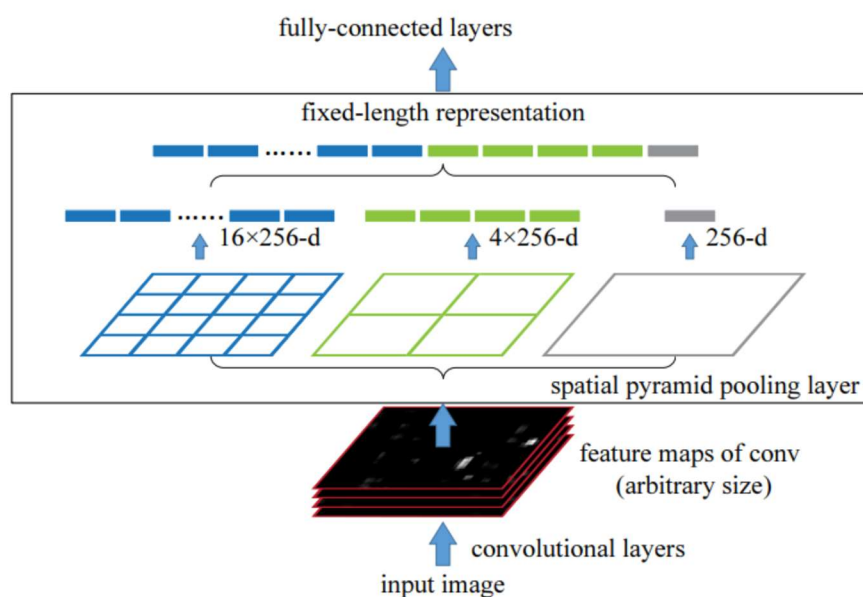 fully-connected layers
fixed-length representation
......
......
16×256-d
4×256-d
256-d
spatial pyramid pooling layer
feature maps of conv
(arbitrary size)
convolutional layers
input image